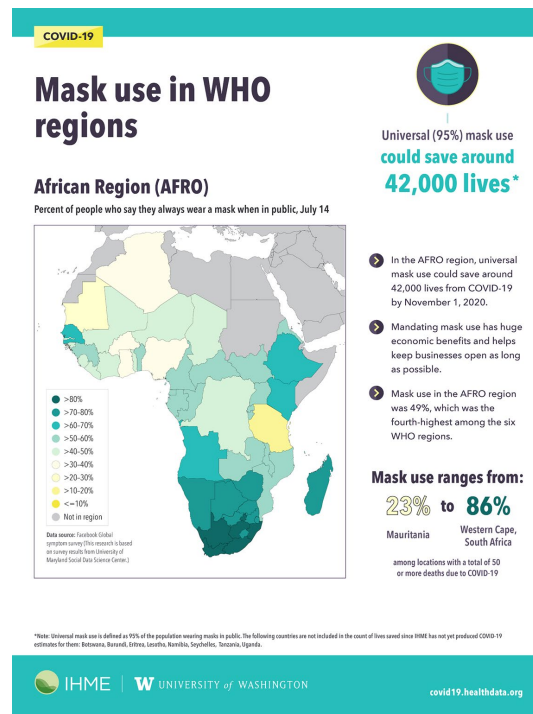 COVID-19
Mask use in WHO
regions
African Region (AFRO)
Percent of people who say they always wear a mask when in public, July 14
Universal (95%) mask use
could save around
42,000 lives*
In the AFRO region, universal
mask use could save around
42,000 lives from COVID-19
by November 1, 2020.
Mandating mask use has huge
economic benefits and helps
keep businesses open as long
as possible.
Mask use in the AFRO region
was 49%, which was the
fourth-highest among the six
WHO regions.
>80%
>70-80%
>60-70%
>50-60%
>40-50%
>30-40%
>20-30%
>10-20%
<=10%
Not in region
Data source: Facebook Global
symptom survey (This research is based
on survey results from University of
Maryland Social Data Science Center.)
Mask use ranges from:
23% to 86%
Mauritania
Western Cape,
South Africa
among locations with a total of 50
or more deaths due to COVID-19
*Note: Universal mask use is defined as 95% of the population wearing masks in public. The following countries are not included in the count of lives saved since IHME has not yet produced COVID-19
estimates for them: Botswana, Burundi, Eritrea, Lesotho, Namibia, Seychelles, Tanzania, Uganda.
IHME | W UNIVERSITY of WASHINGTON
covid19.healthdata.org